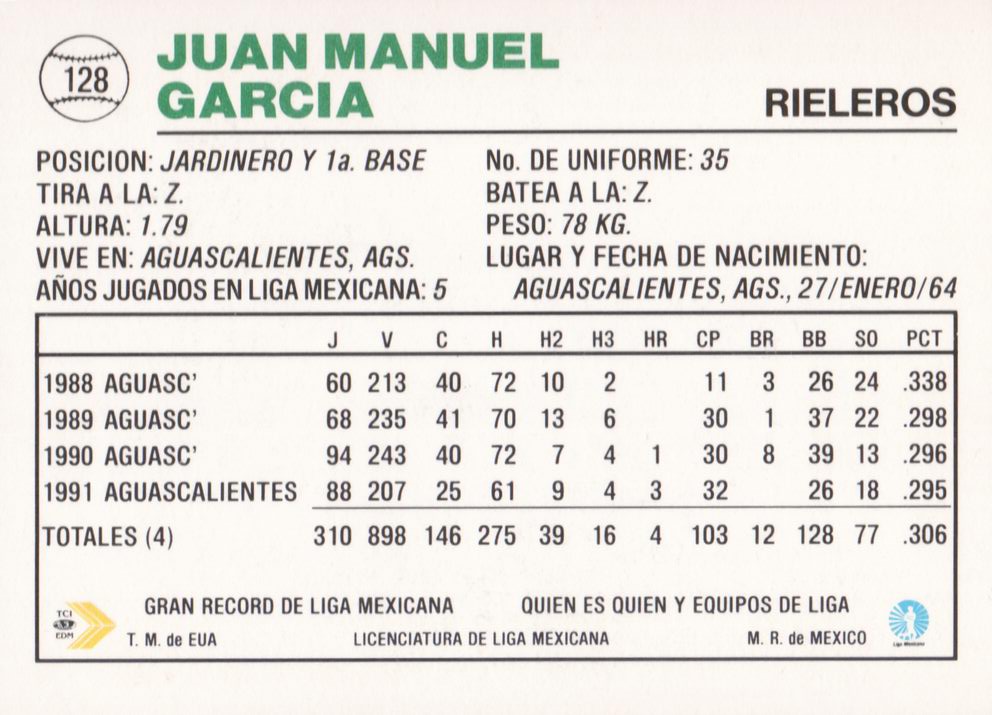 128
JUAN MANUEL
GARCIA
RIELEROS
POSICION: JARDINERO Y 1a. BASE No. DE UNIFORME: 35
TIRA A LA: Z. BATEA A LA: Z.
ALTURA: 1.79 PESO: 78 KG.
VIVE EN: AGUASCALIENTES, AGS. LUGAR Y FECHA DE NACIMIENTO:
AÑOS JUGADOS EN LIGA MEXICANA: 5 AGUASCALIENTES, AGS., 27/ENERO/64
J V C H H2 H3 HR CP BR BB SO PCT
1988 AGUASC' 60 213 40 72 10 2 11 3 26 24 .338
1989 AGUASC' 68 235 41 70 13 6 30 1 37 22 .298
1990 AGUASC' 94 243 40 72 7 4 1 30 8 39 13 .296
1991 AGUASCALIENTES 88 207 25 61 9 4 3 32 26 18 .295
TOTALES (4) 310 898 146 275 39 16 4 103 12 128 77 .306
GRAN RECORD DE LIGA MEXICANA QUIEN ES QUIEN Y EQUIPOS DE LIGA
TCI
EDM
T. M. de EUA LICENCIATURA DE LIGA MEXICANA M. R. de MEXICO
Liga Mexicana